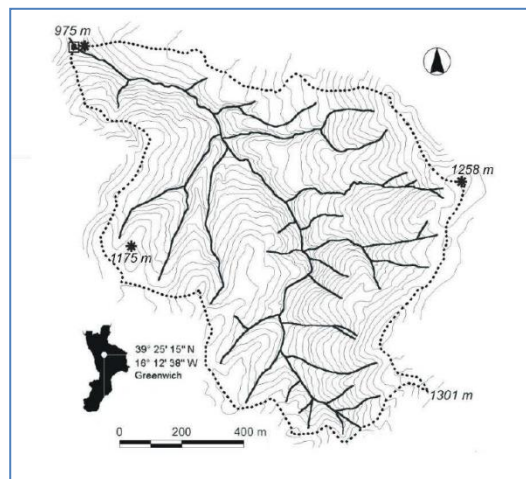 975 m
1258 m
1175 m
39° 25' 15" N
16° 12' 38" W
Greenwich
1301 m
0 200 400 m